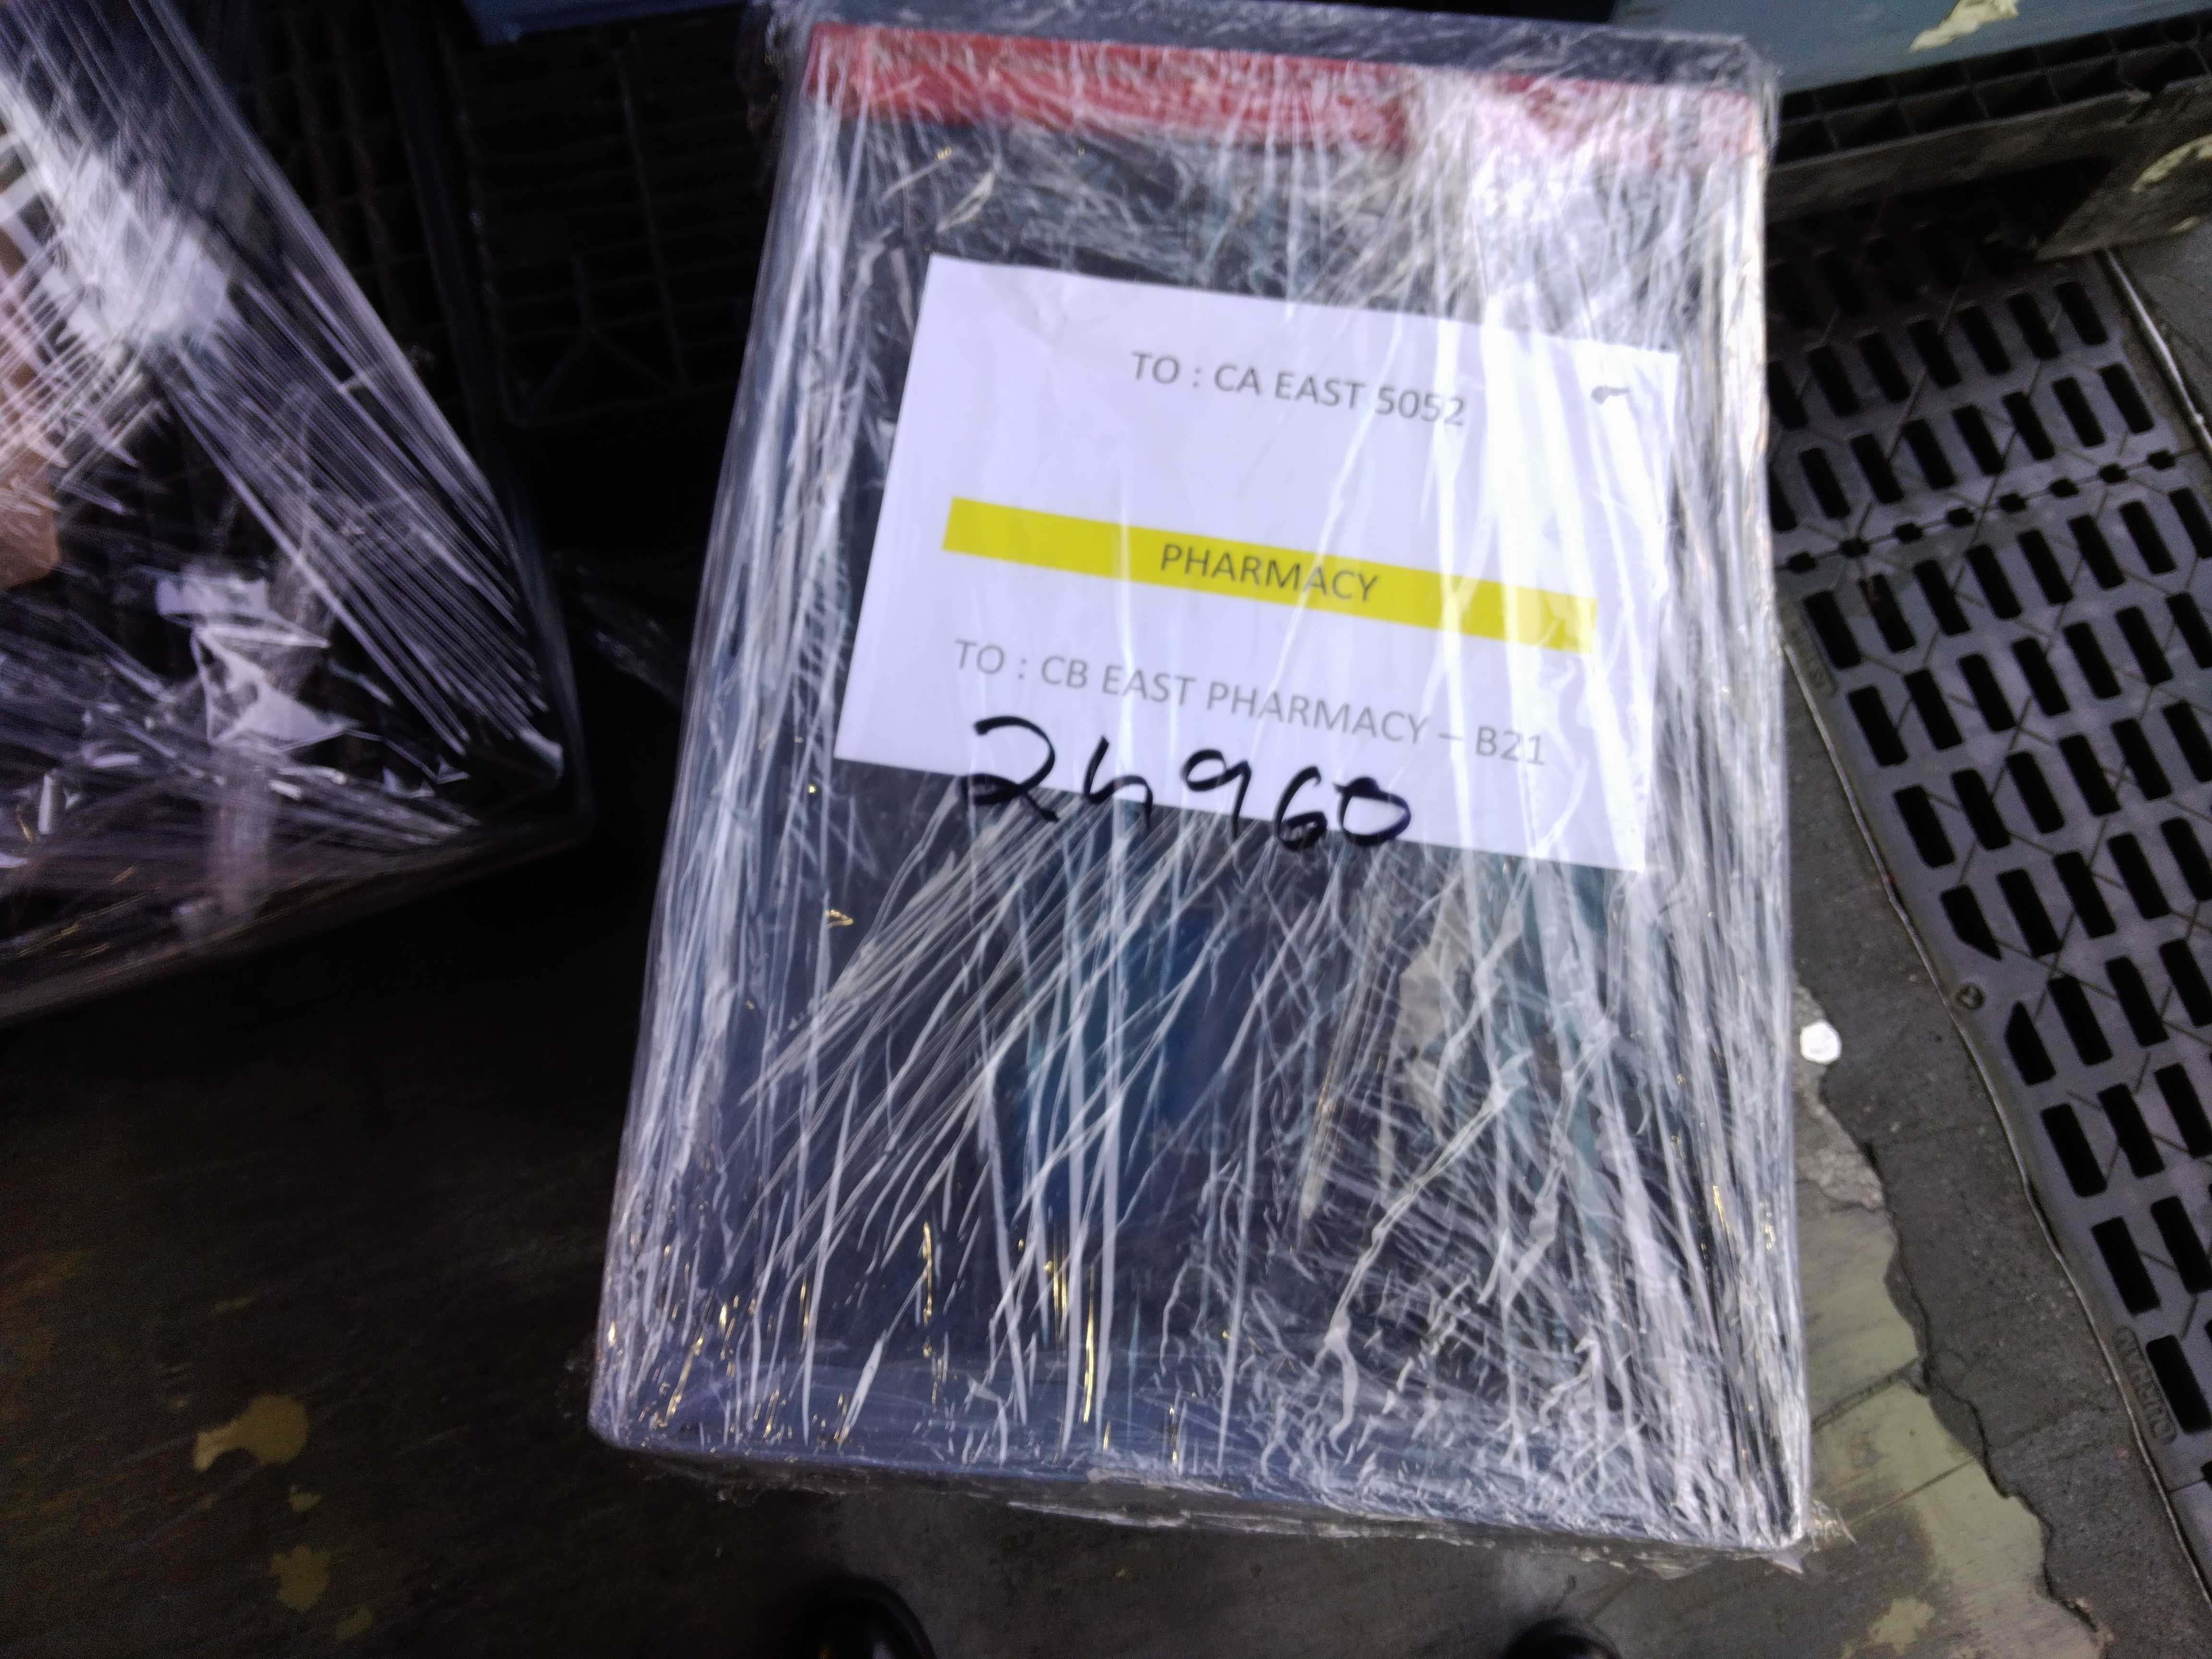 TO : CA EAST 5052
PHARMACY
TO : CB EAST PHARMACY – B21
24960